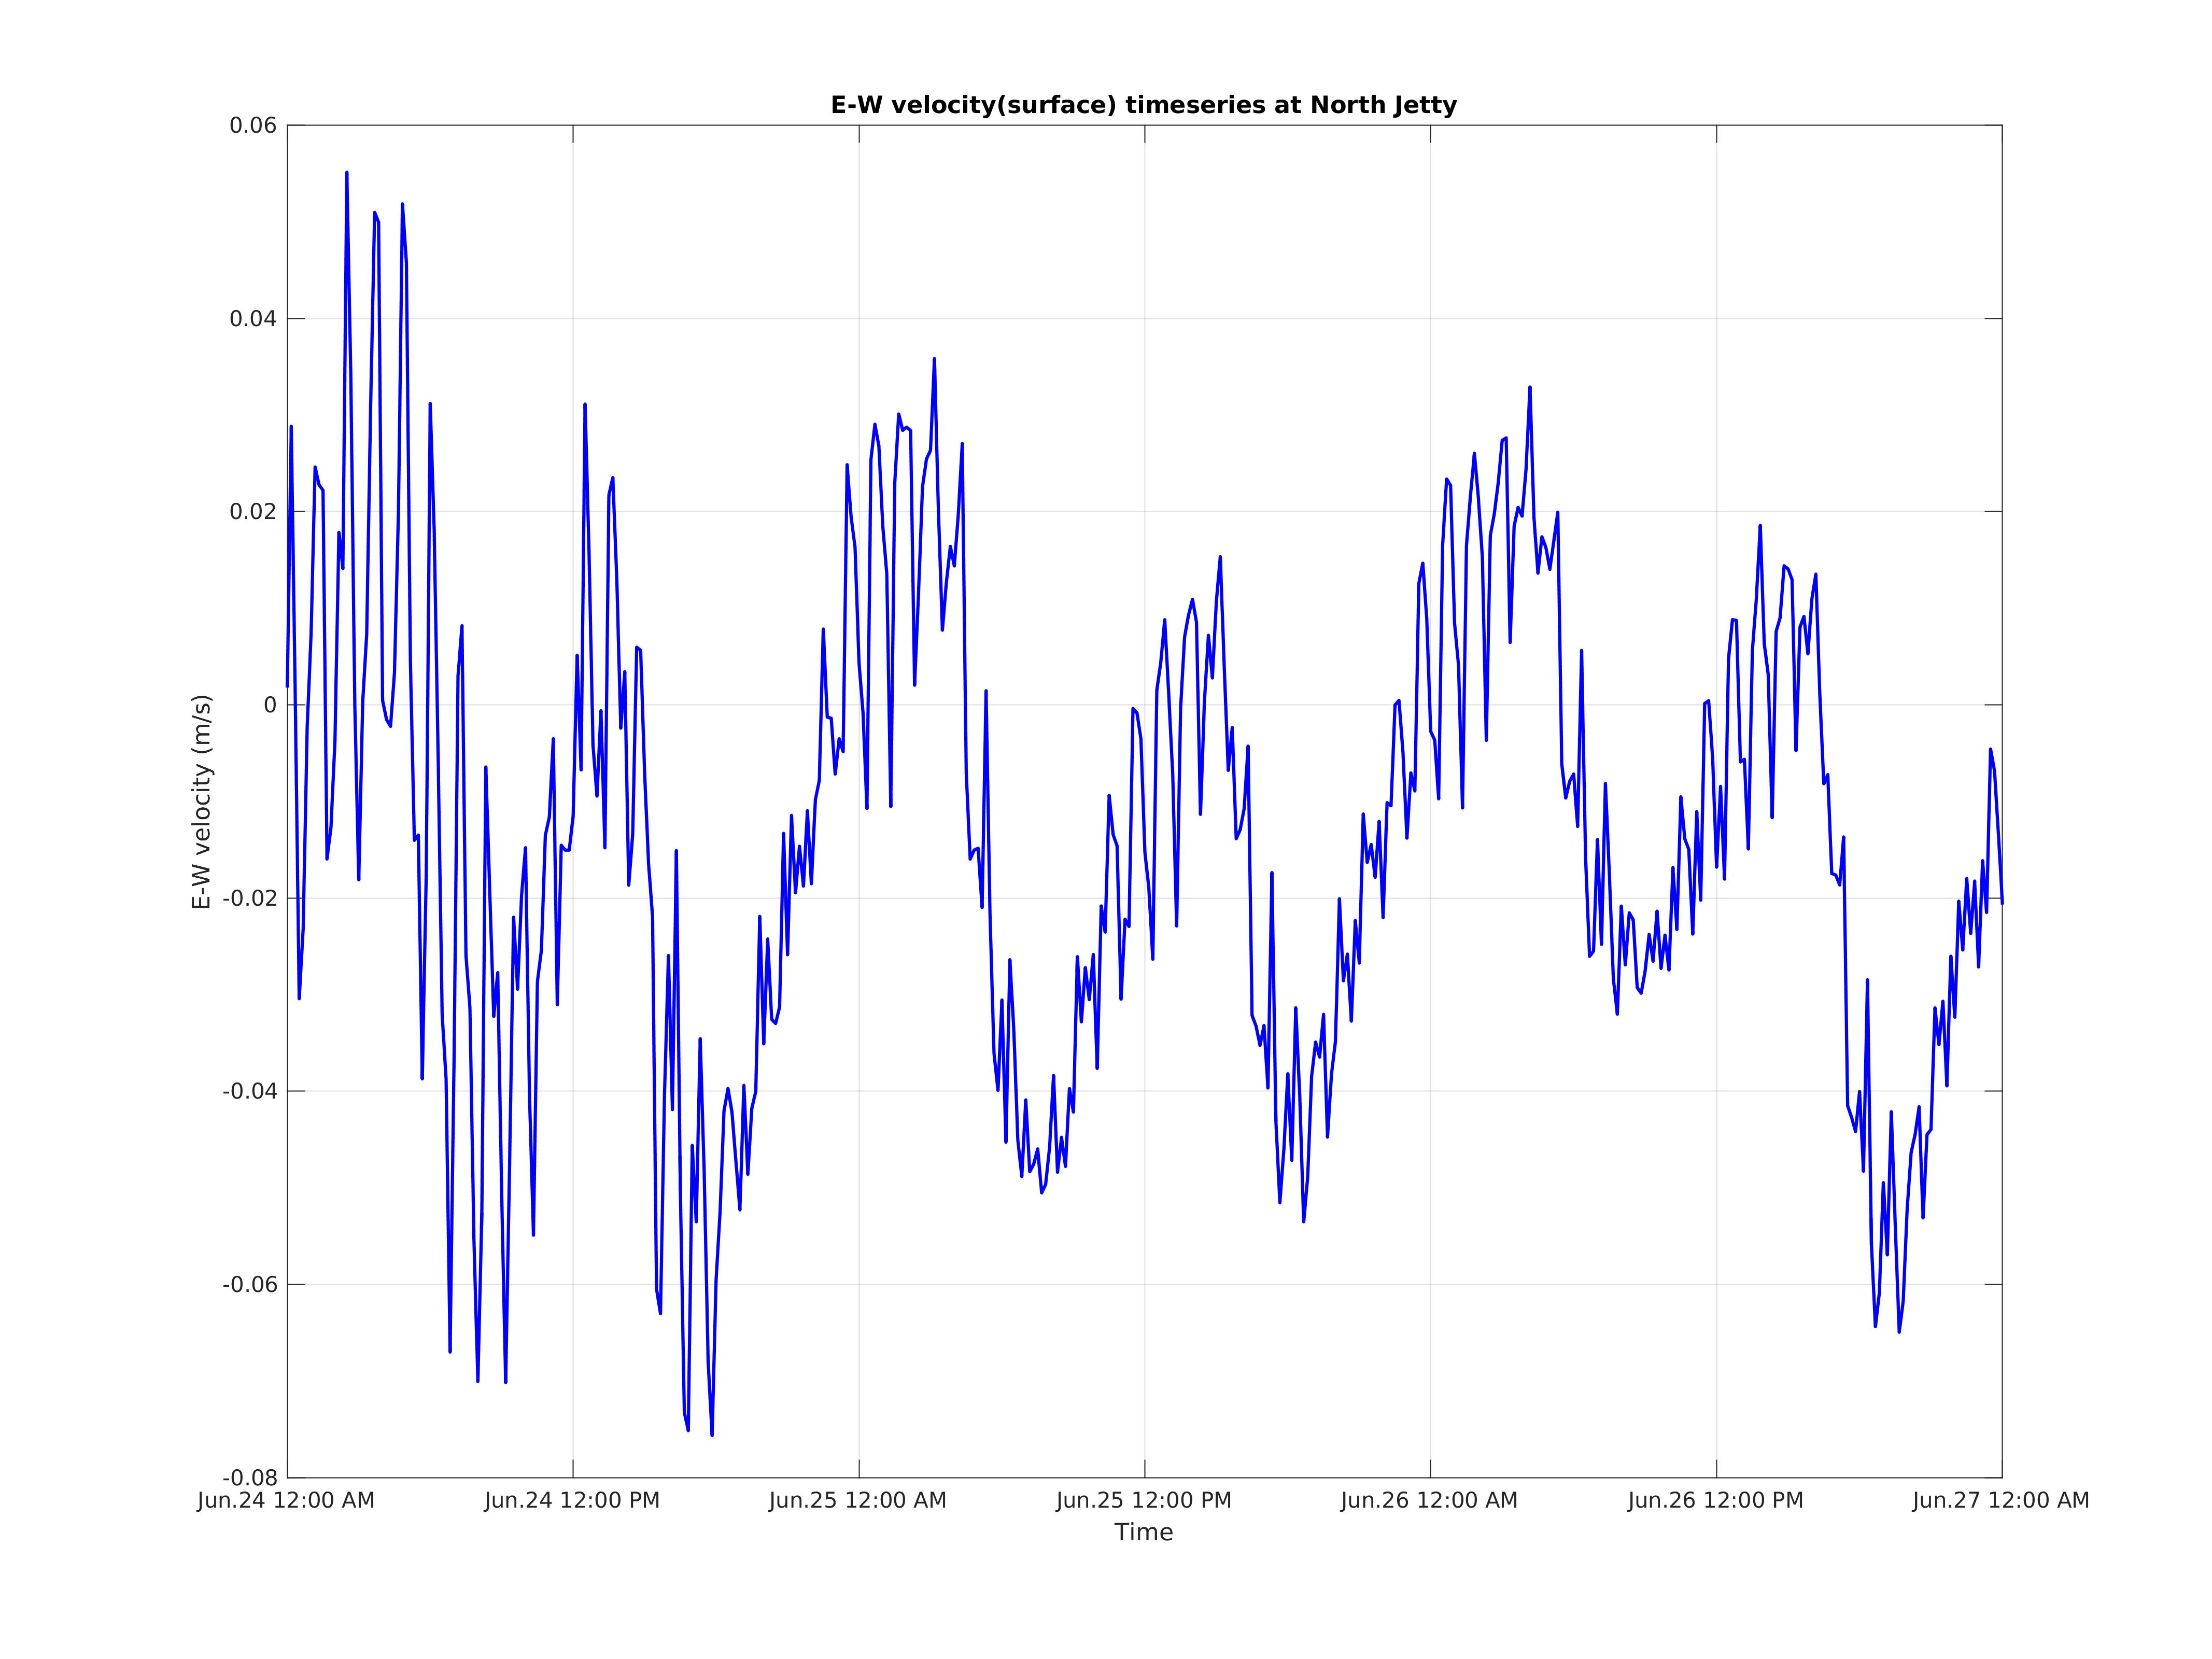 E-W velocity(surface) timeseries at North Jetty
0.06
0.04
0.02
0
-0.02
-0.04
-0.06
-0.08
E-W velocity (m/s)
Jun.24 12:00 AM Jun.24 12:00 PM Jun.25 12:00 AM Jun.25 12:00 PM Jun.26 12:00 AM Jun.26 12:00 PM Jun.27 12:00 AM
Time